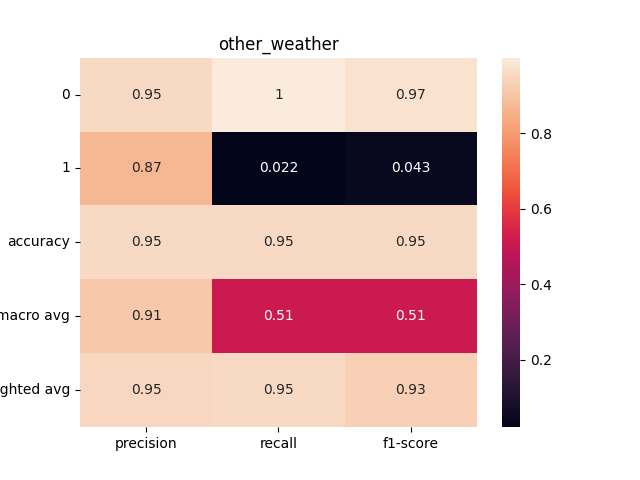 other_weather
0 0.95 1 0.97
1 0.87 0.022 0.043
accuracy 0.95 0.95 0.95
macro avg 0.91 0.51 0.51
ghted avg 0.95 0.95 0.93
precision recall f1-score
0.8
0.6
0.4
0.2